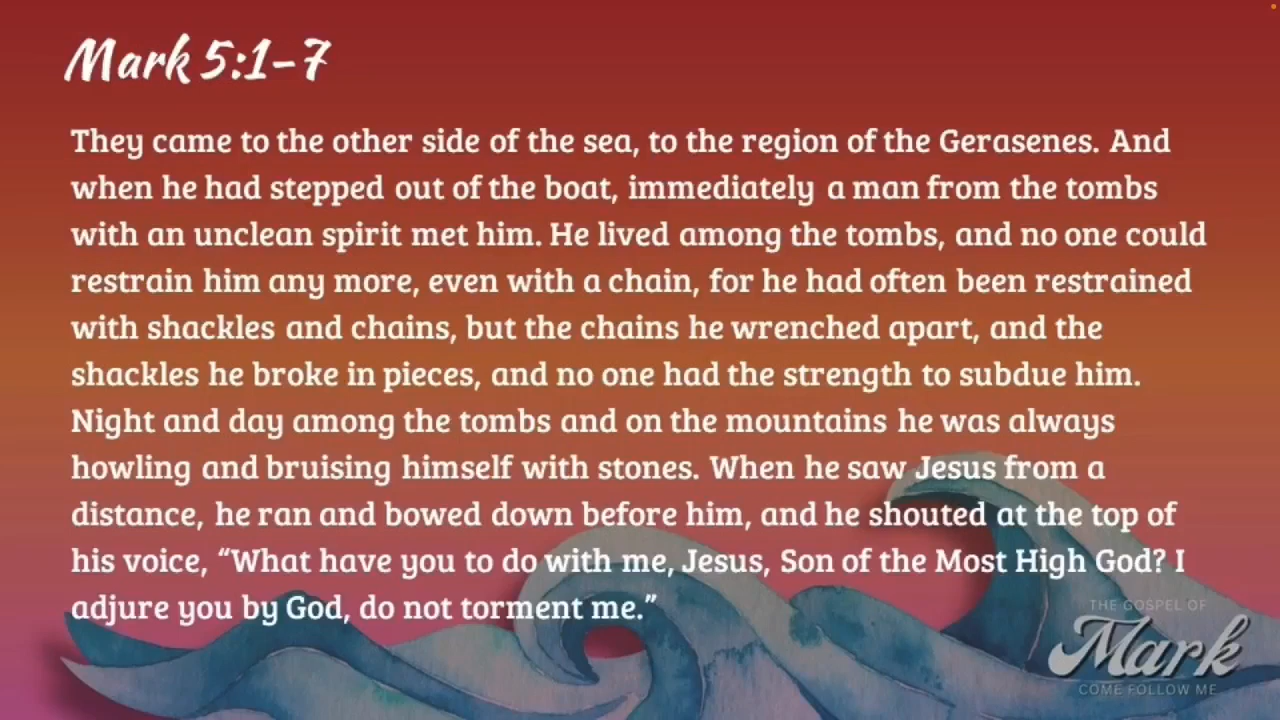 Mark 5:1-7
They came to the other side of the sea, to the region of the Gerasenes. And
when he had stepped out of the boat, immediately a man from the tombs
with an unclean spirit met him. He lived among the tombs, and no one could
restrain him any more, even with a chain, for he had often been restrained
with shackles and chains, but the chains he wrenched apart, and the
shackles he broke in pieces, and no one had the strength to subdue him.
Night and day among the tombs and on the mountains he was always
howling and bruising himself with stones. When he saw Jesus from a
distance, he ran and bowed down before him, and he shouted at the top of
his voice, “What have you to do with me, Jesus, Son of the Most High God? I
adjure you by God, do not torment me.”
THE GOSPEL OF
Mark
COME FOLLOW ME